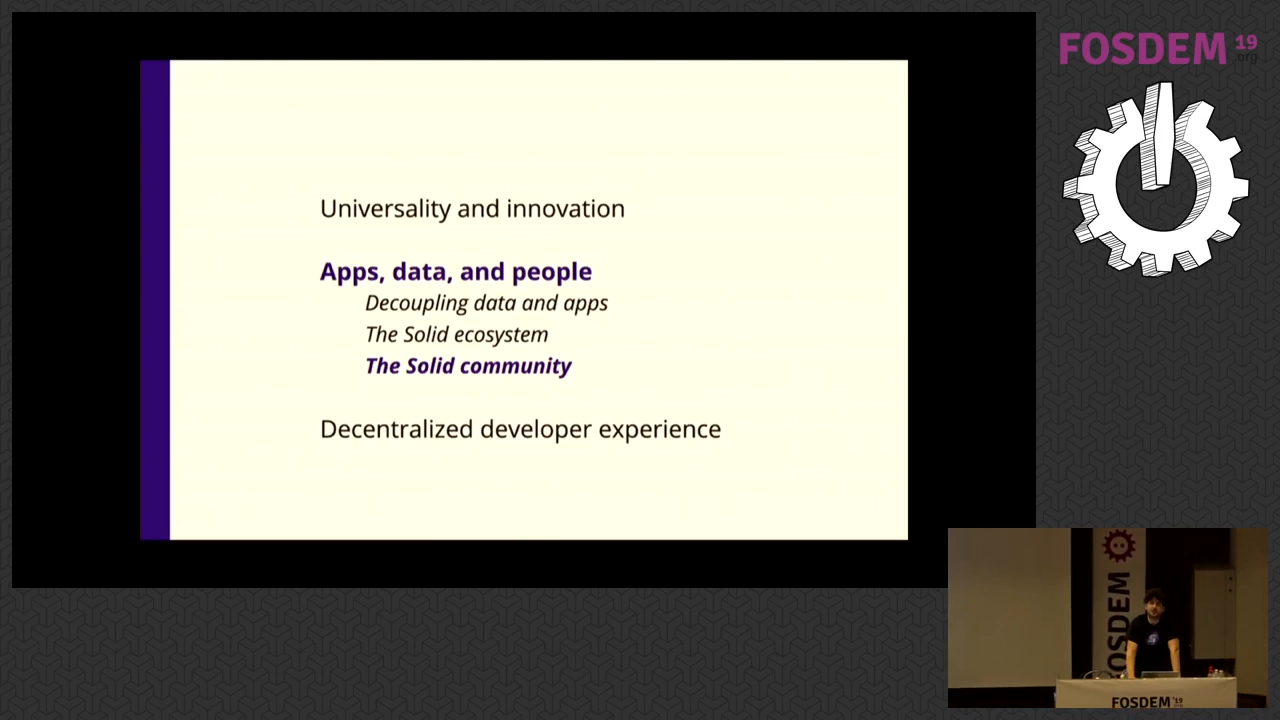 FOSDEM 19
.org
Universality and innovation
Apps, data, and people
Decoupling data and apps
The Solid ecosystem
The Solid community
Decentralized developer experience
FOSDEM
FOSDEM '19